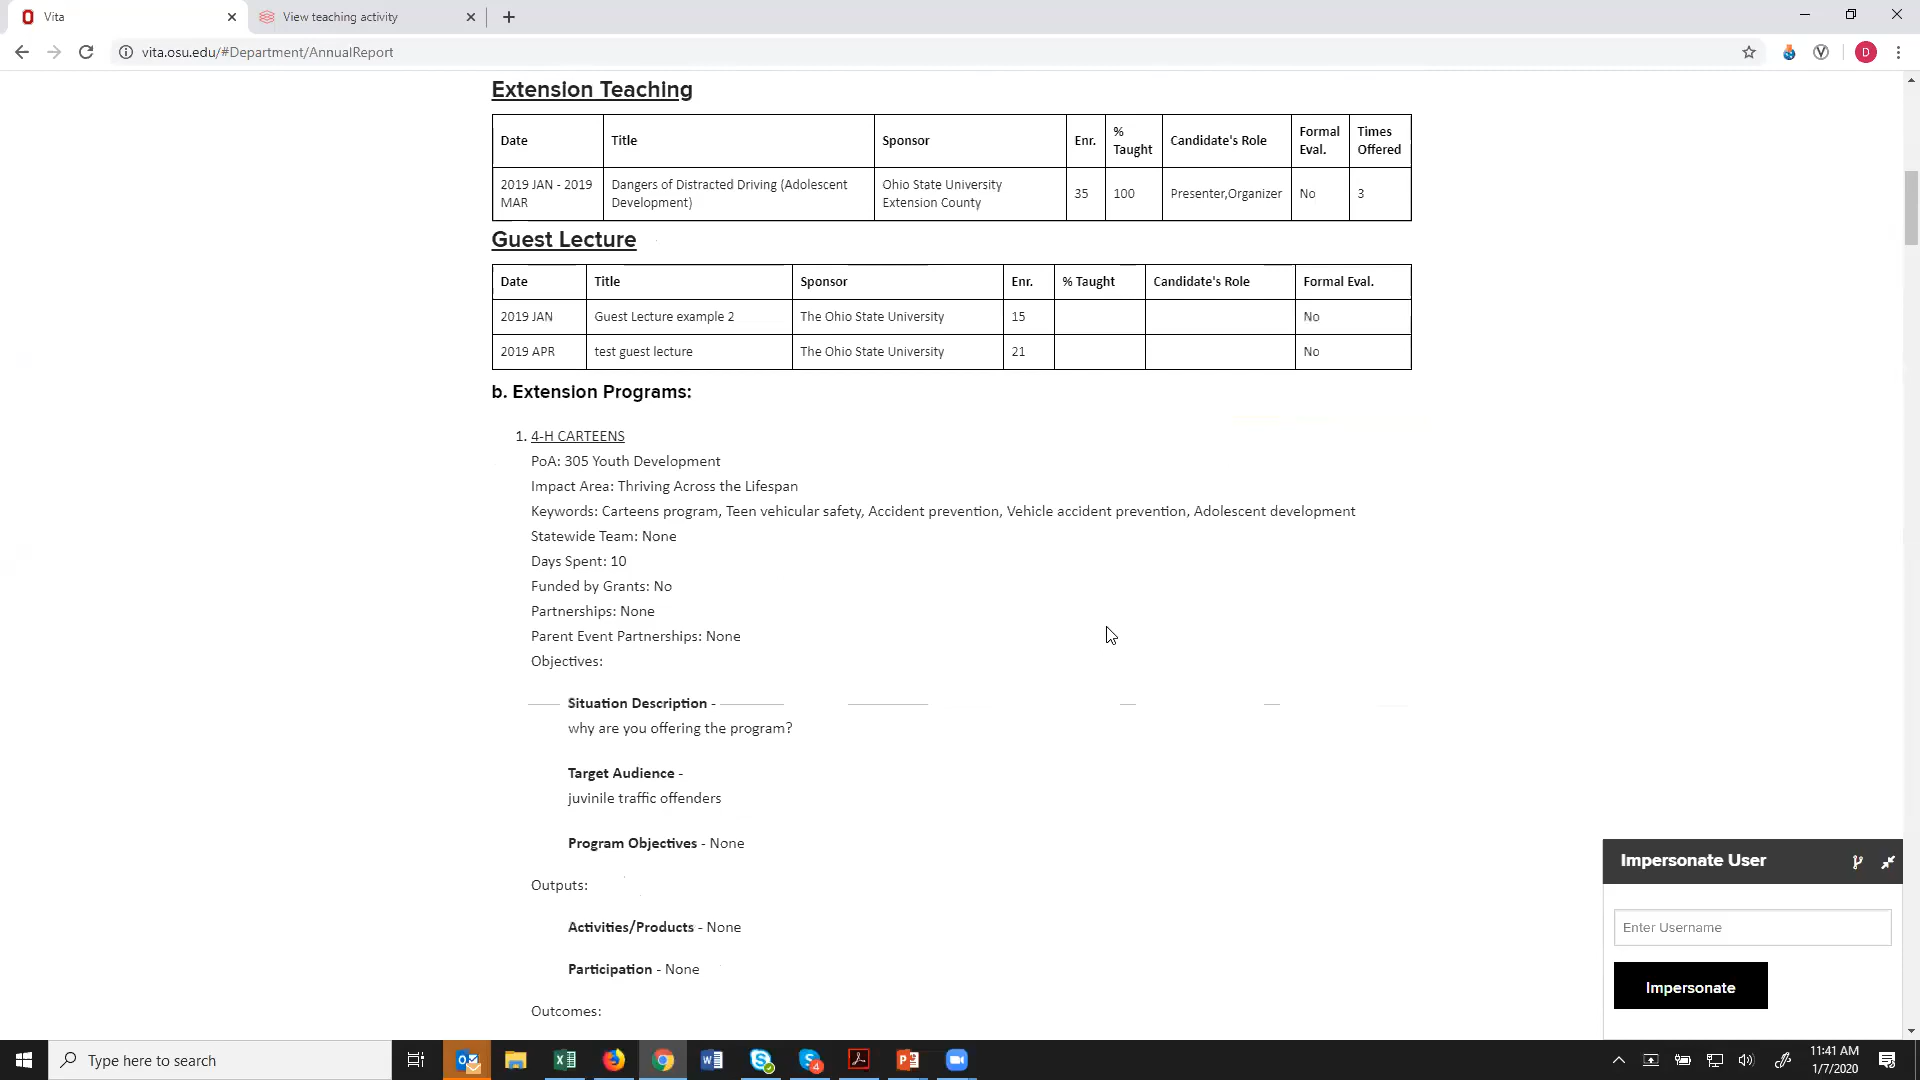 Vita
View teaching activity
vita.osu.edu/#Department/AnnualReport
D
Extension Teaching
Date Title Sponsor Enr. % Taught Candidate's Role Formal Eval. Times Offered
2019 JAN - 2019 MAR Dangers of Distracted Driving (Adolescent Development) Ohio State University Extension County 35 100 Presenter,Organizer No 3
Guest Lecture
Date Title Sponsor Enr. % Taught Candidate's Role Formal Eval.
2019 JAN Guest Lecture example 2 The Ohio State University 15 No
2019 APR test guest lecture The Ohio State University 21 No
b. Extension Programs:
1. 4-H CARTEENS
PoA: 305 Youth Development
Impact Area: Thriving Across the Lifespan
Keywords: Carteens program, Teen vehicular safety, Accident prevention, Vehicle accident prevention, Adolescent development
Statewide Team: None
Days Spent: 10
Funded by Grants: No
Partnerships: None
Parent Event Partnerships: None
Objectives:
Situation Description -
why are you offering the program?
Target Audience -
juvinile traffic offenders
Program Objectives - None
Outputs:
Activities/Products - None
Participation - None
Outcomes:
Impersonate User
Enter Username
Impersonate
Type here to search
4
11:41 AM
1/7/2020